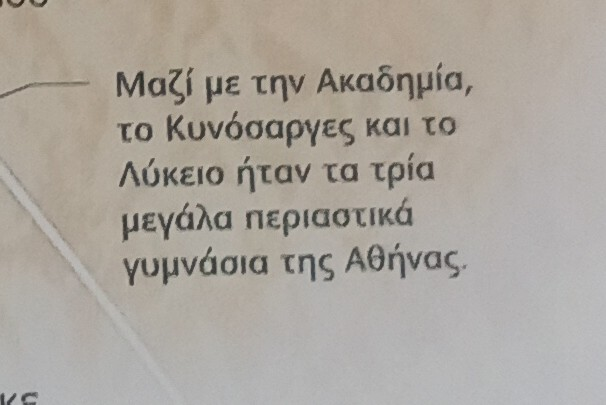 Μαζί με την Ακαδημία,
το Κυνόσαργες και το
Λύκειο ήταν τα τρία
μεγάλα περιαστικά
γυμνάσια της Αθήνας.